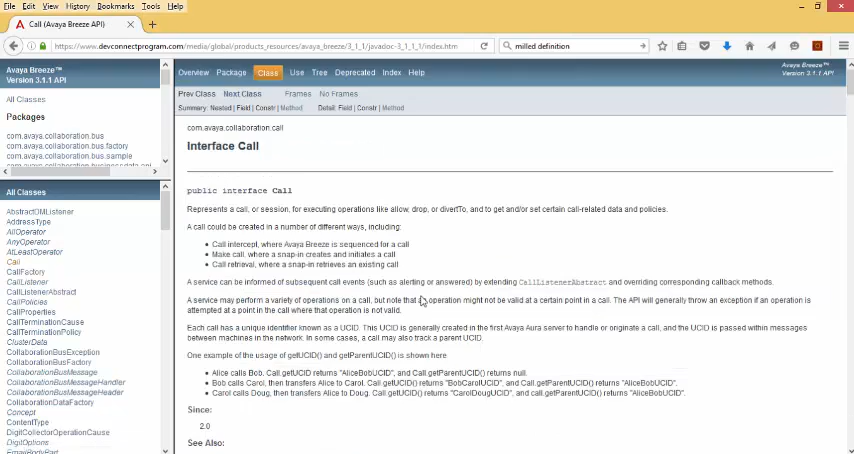 File Edit View History Bookmarks Tools Help
Call (Avaya Breeze API)
https://www.devconnectprogram.com/media/global/products_resources/avaya_breeze/3_1_1/javadoc-3_1_1_1/index.htm
milled definition
Avaya Breeze™
Version 3.1.1 API
All Classes
Packages
com.avaya.collaboration.bus
com.avaya.collaboration.bus.factory
com.avaya.collaboration.bus.sample
com.avaya.collaboration.businessdata.api
All Classes
AbstractDMListener
AddressType
AllOperator
AnyOperator
AtLeastOperator
Call
CallFactory
CallListener
CallListenerAbstract
CallPolicies
CallProperties
CallTerminationCause
CallTerminationPolicy
ClusterData
CollaborationBusException
CollaborationBusFactory
CollaborationBusMessage
CollaborationBusMessageHandler
CollaborationBusMessageHeader
CollaborationDataFactory
Concept
ContentType
DigitCollectorOperationCause
DigitOptions
EmailBodyPart
Overview Package Class Use Tree Deprecated Index Help
Avaya Breeze™
Version 3.1.1 API
Prev Class Next Class Frames No Frames
Summary: Nested | Field | Constr | Method Detail: Field | Constr | Method
com.avaya.collaboration.call
Interface Call
public interface Call
Represents a call, or session, for executing operations like allow, drop, or divertTo, and to get and/or set certain call-related data and policies.
A call could be created in a number of different ways, including:
Call intercept, where Avaya Breeze is sequenced for a call
Make call, where a snap-in creates and initiates a call
Call retrieval, where a snap-in retrieves an existing call
A service can be informed of subsequent call events (such as alerting or answered) by extending CallListenerAbstract and overriding corresponding callback methods.
A service may perform a variety of operations on a call, but note that an operation might not be valid at a certain point in a call. The API will generally throw an exception if an operation is
attempted at a point in the call where that operation is not valid.
Each call has a unique identifier known as a UCID. This UCID is generally created in the first Avaya Aura server to handle or originate a call, and the UCID is passed within messages
between machines in the network. In some cases, a call may also track a parent UCID.
One example of the usage of getUCID() and getParentUCID() is shown here
Alice calls Bob. Call.getUCID returns "AliceBobUCID", and Call.getParentUCID() returns null.
Bob calls Carol, then transfers Alice to Carol. Call.getUCID() returns "BobCarolUCID", and Call.getParentUCID() returns "AliceBobUCID".
Carol calls Doug, then transfers Alice to Doug. Call.getUCID() returns "CarolDougUCID", and call.getParentUCID() returns "AliceBobUCID".
Since:
2.0
See Also: